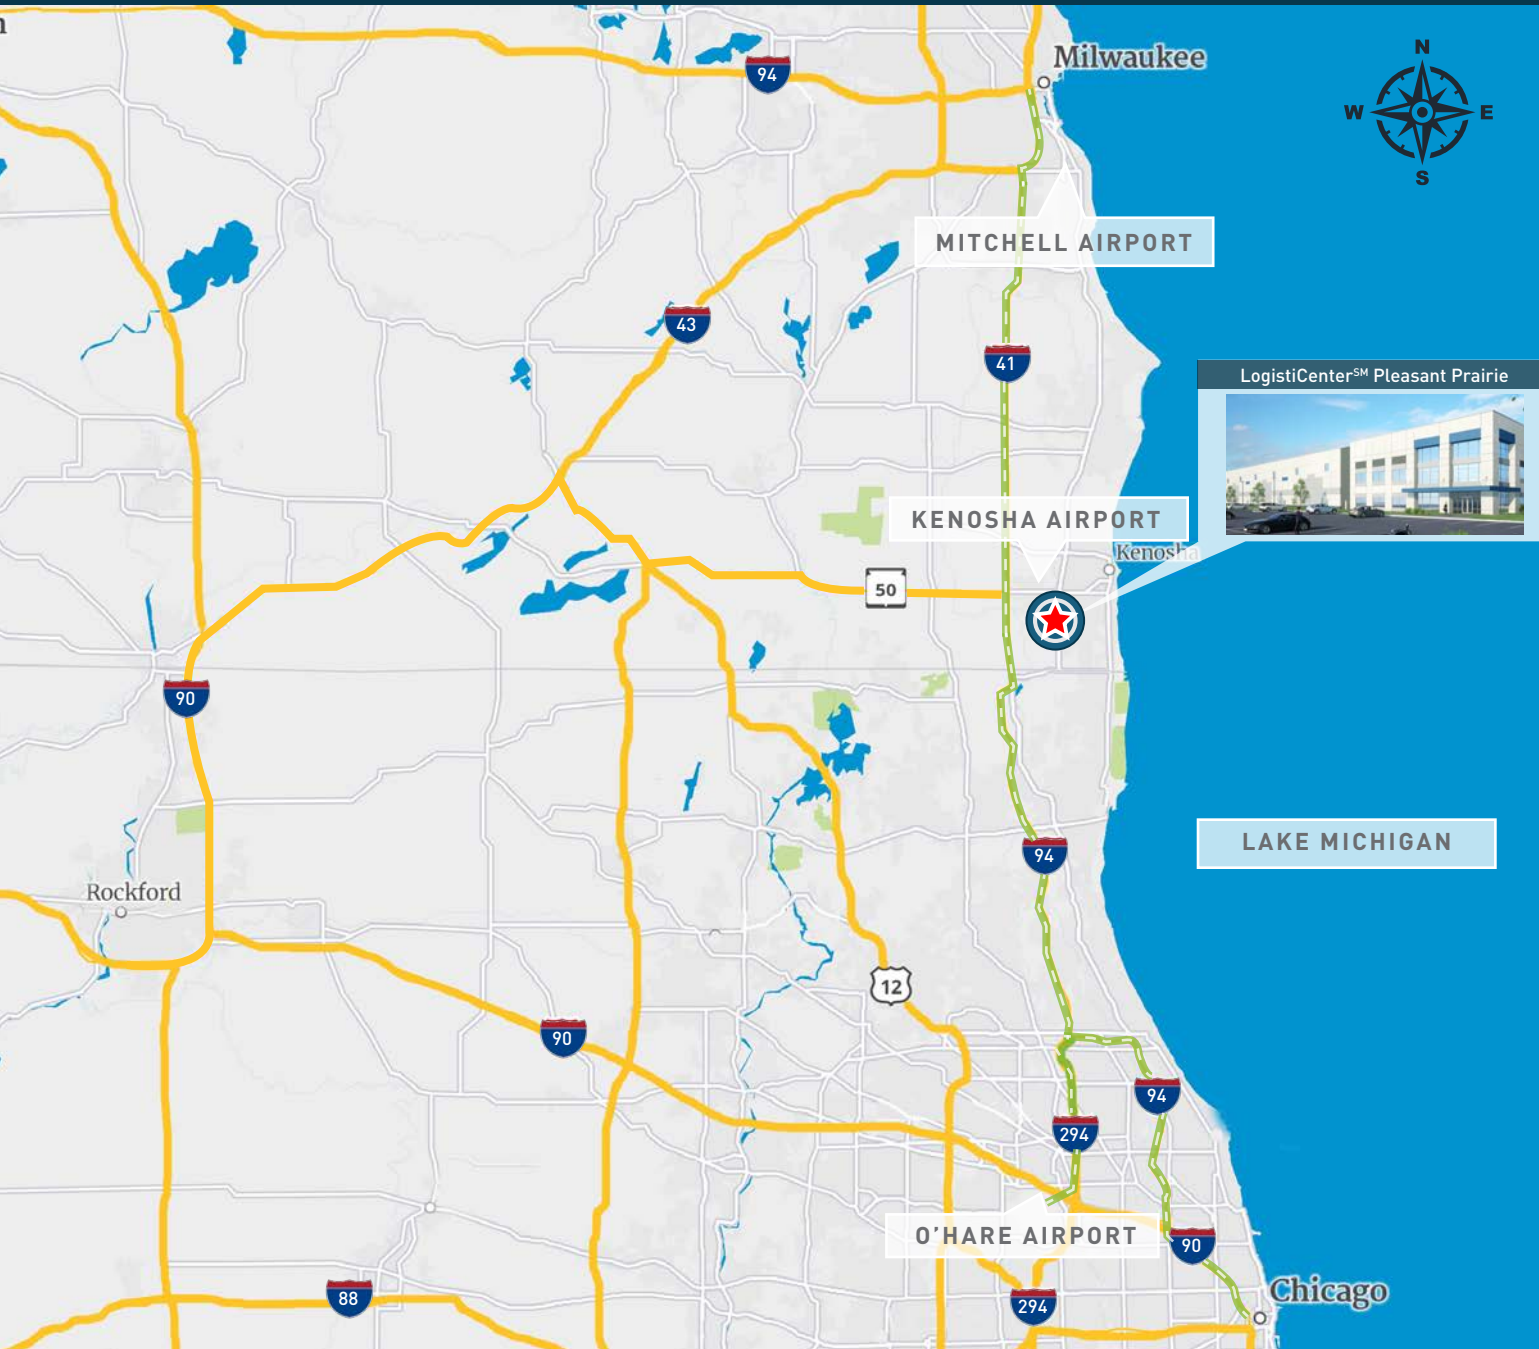 Milwaukee
N
W
E
S
94
MITCHELL AIRPORT
43
41
LogistiCenter℠ Pleasant Prairie
KENOSHA AIRPORT
Kenosha
50
90
94
LAKE MICHIGAN
Rockford
12
90
94
294
O'HARE AIRPORT
90
88
294
Chicago